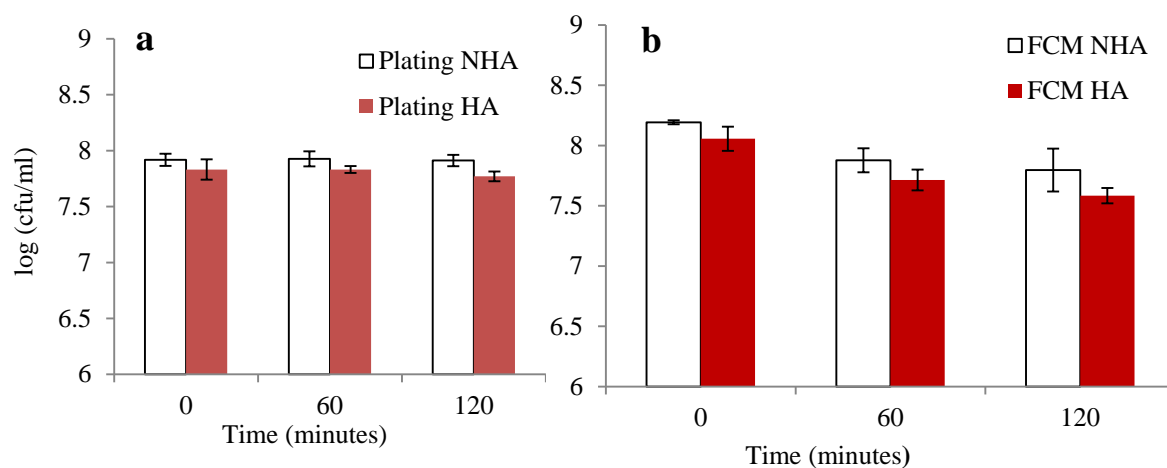 a
Plating NHA
Plating HA
log (cfu/ml)
9
8.5
8
7.5
7
6.5
6
0 60 120
Time (minutes)
b
FCM NHA
FCM HA
9
8.5
8
7.5
7
6.5
6
0 60 120
Time (minutes)